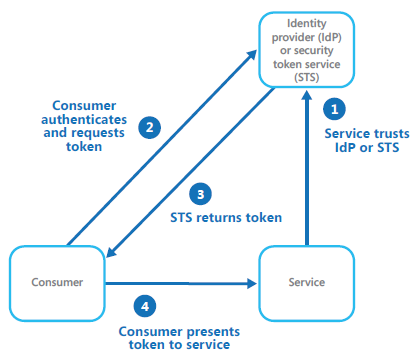 Identity
provider (IdP)
or security
token service
(STS)
Consumer
authenticates
and requests
token
2
1
Service trusts
IdP or STS
3
STS returns token
Consumer
Service
4
Consumer presents
token to service